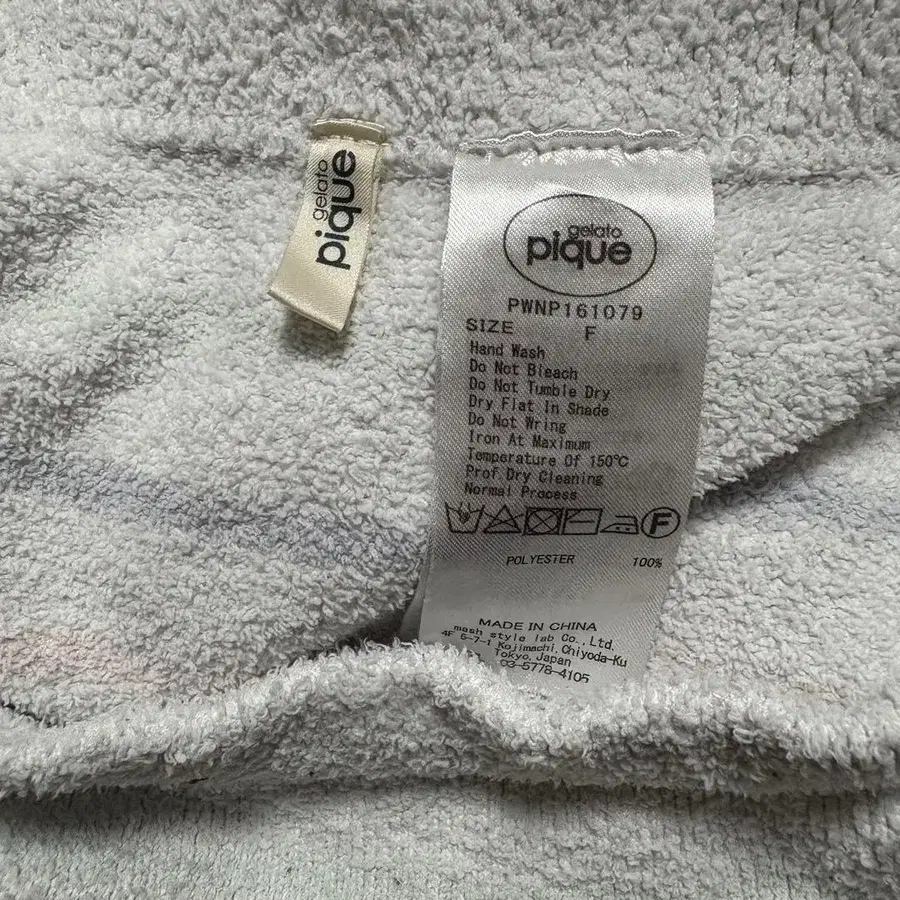 gelato
pique
gelato
pique
PWNP161079
SIZE F
Hand Wash
Do Not Bleach
Do Not Tumble Dry
Dry Flat In Shade
Do Not Wring
Iron At Maximum
Temperature Of 150℃
Prof Dry Cleaning
Normal Process
F
POLYESTER 100%
MADE IN CHINA
mash style lab Co., Ltd.
4F 5-7-1 Kojimachi, Chiyoda-Ku
Tokyo, Japan
03-5778-4105